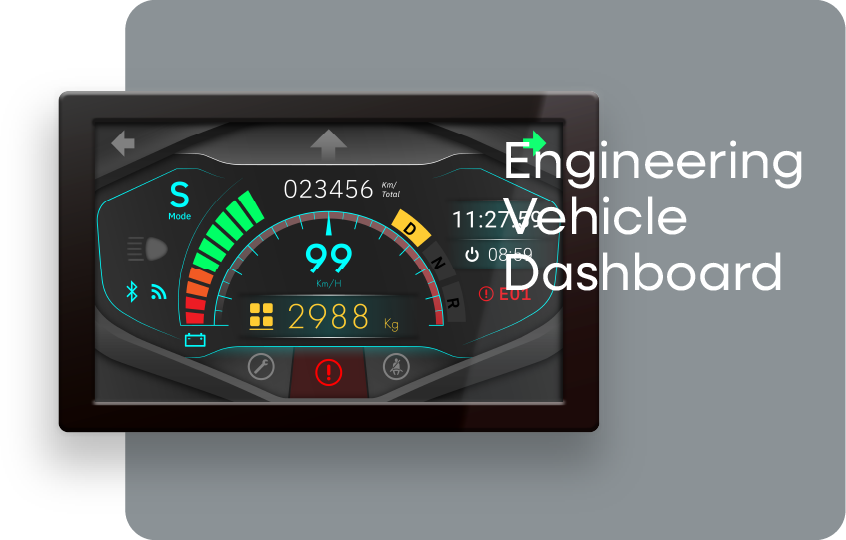 Engineering
Vehicle
Dashboard
S
Mode
023456 Km/
Total
11:27:59
08:59
E01
99
Km/H
2988 Kg
D
N
R